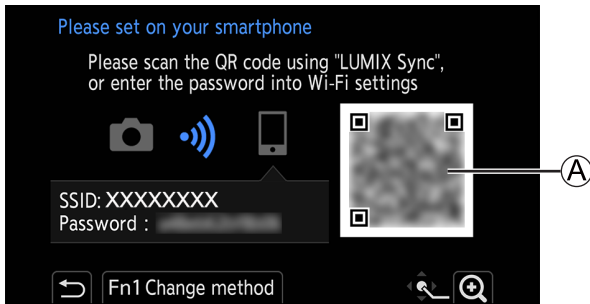 Please set on your smartphone
Please scan the QR code using "LUMIX Sync",
or enter the password into Wi-Fi settings
A
SSID: XXXXXXXX
Password :
Fn1 Change method